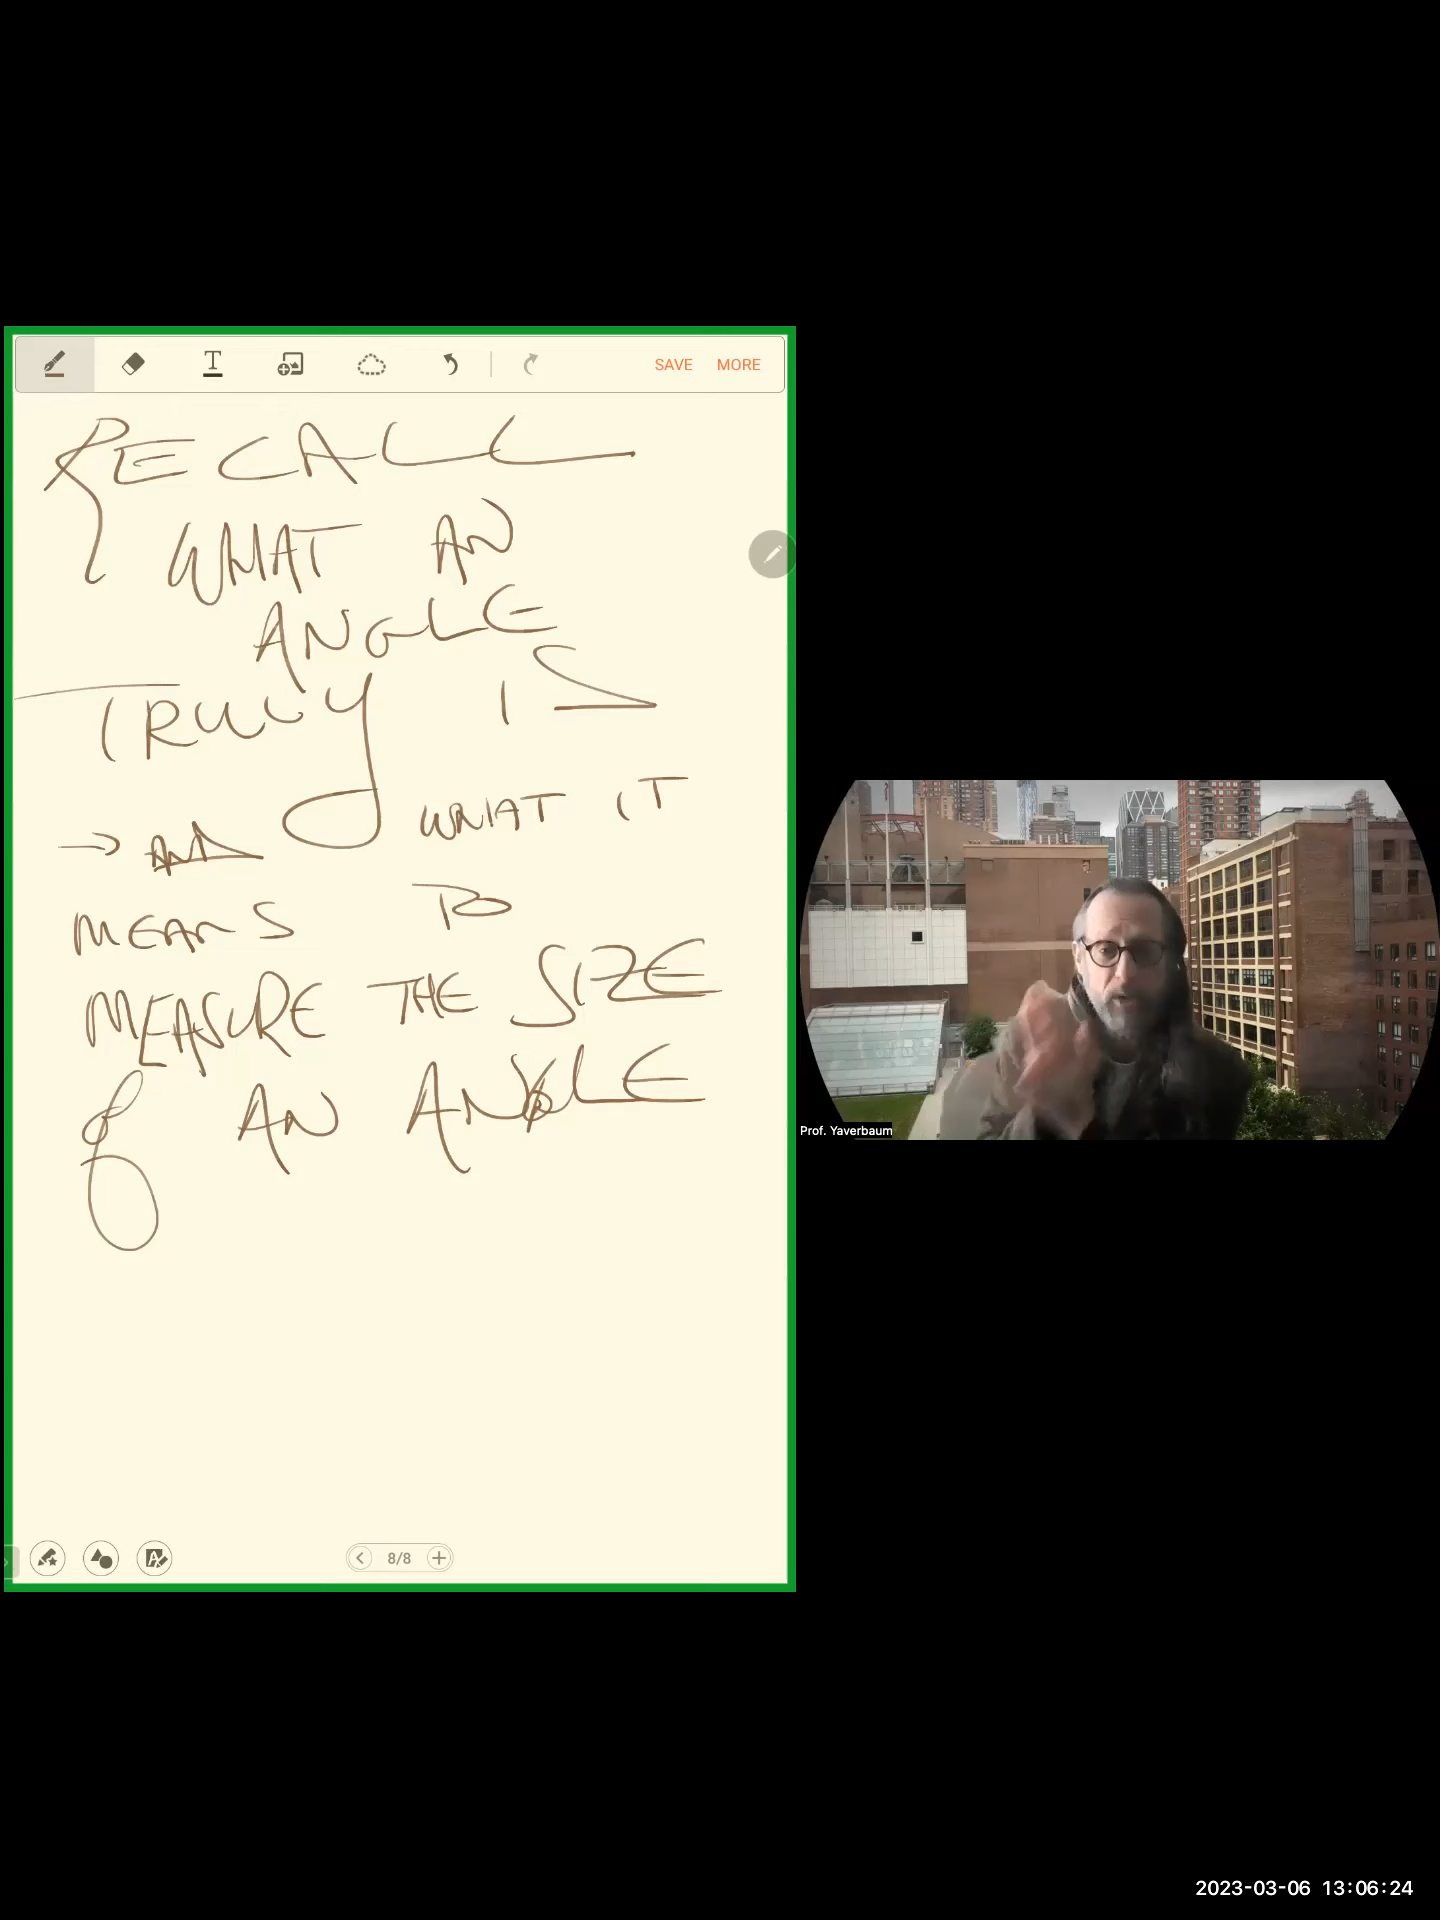 SAVE MORE
RECALL
WHAT AN
ANGLE
TRULY IS
→ AND WHAT IT
MEANS TO
MEASURE THE SIZE
OF AN ANGLE
8/8
Prof. Yaverbaum
2023-03-06 13:06:24